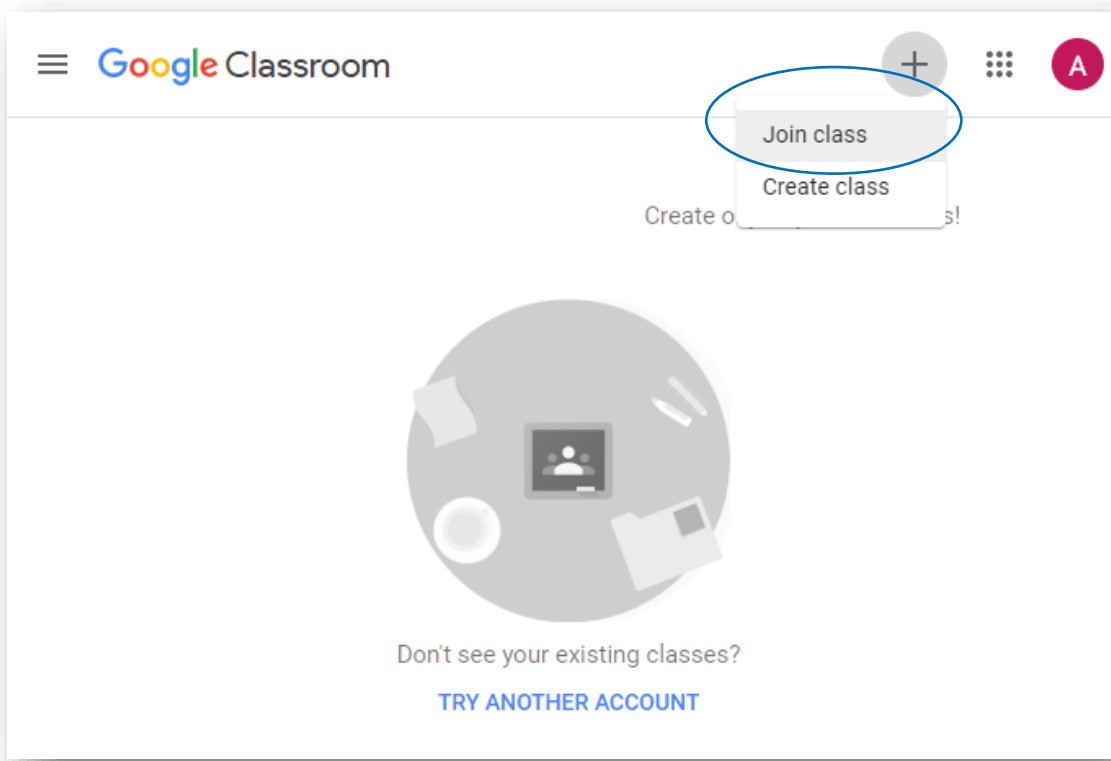 Google Classroom
A
Join class
Create class
Create o
s!
Don't see your existing classes?
TRY ANOTHER ACCOUNT